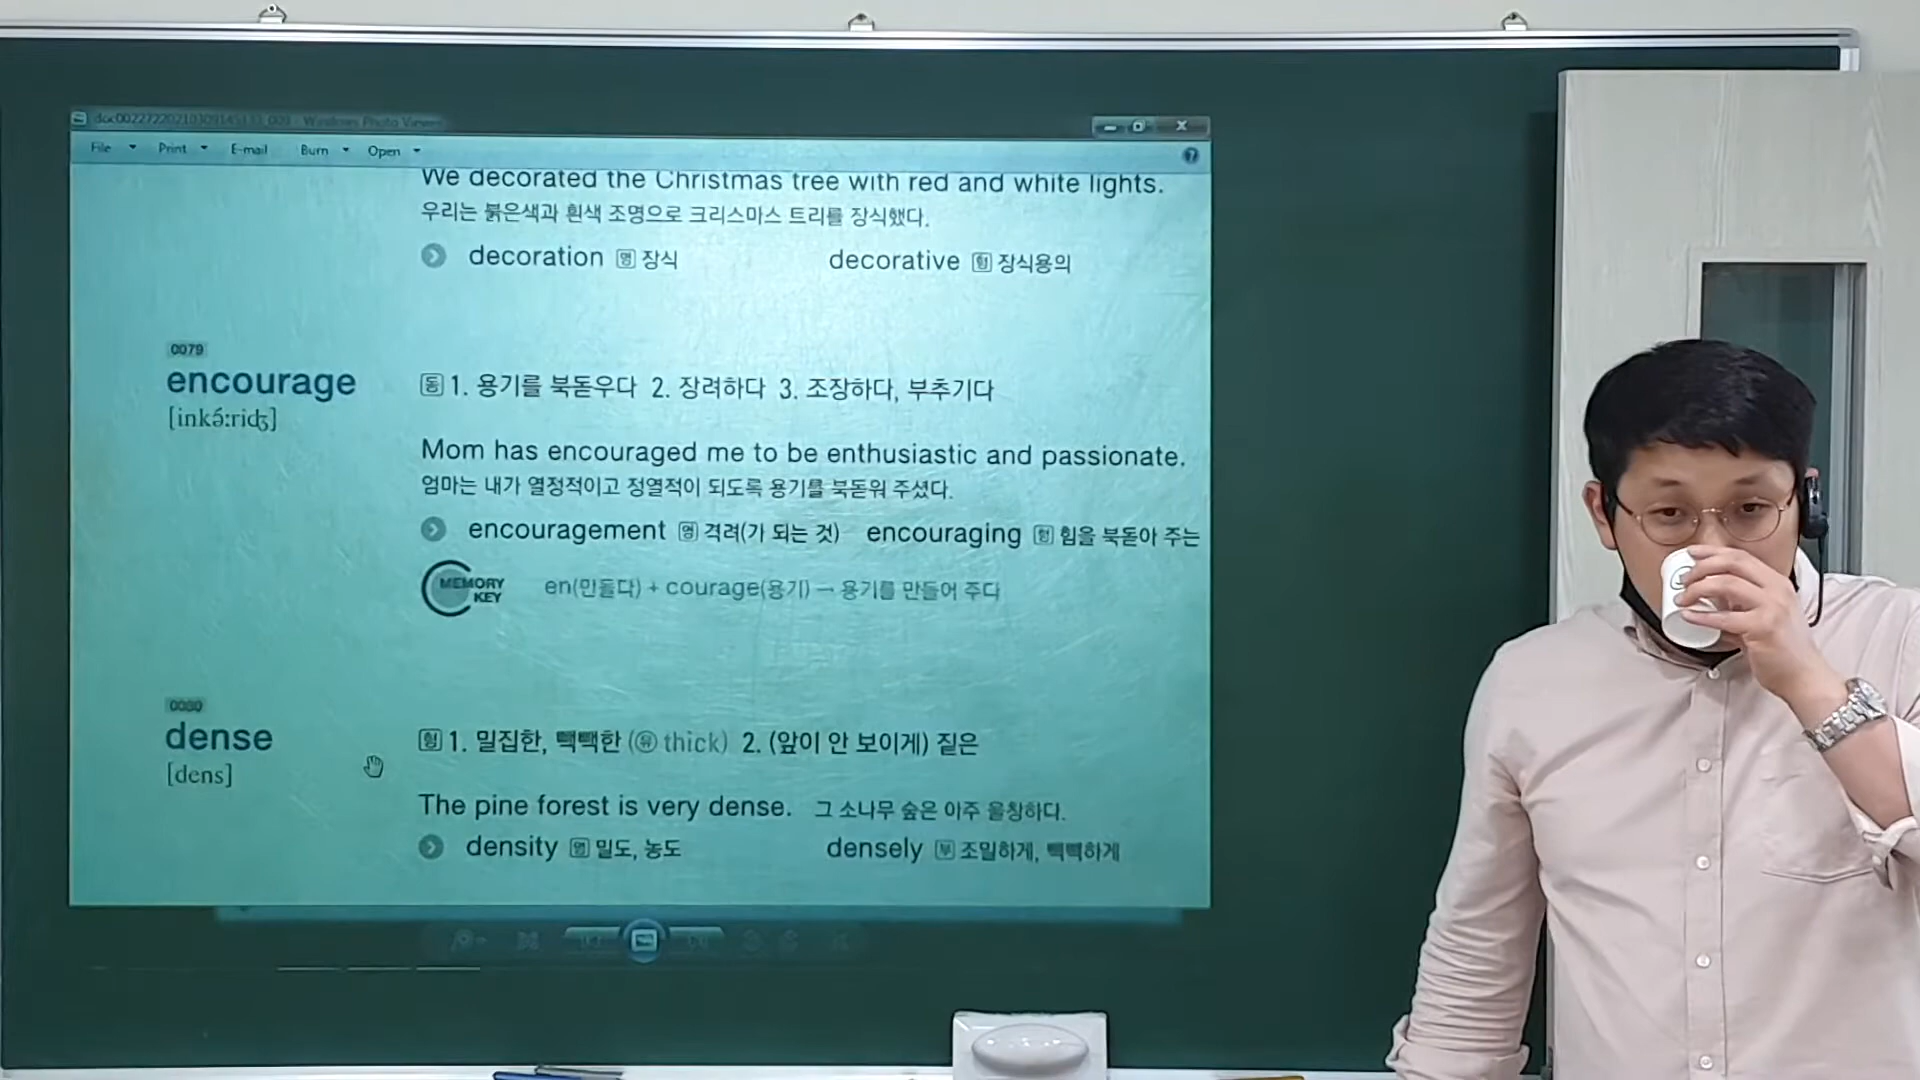 Windows Photo Viewer
File Print E-mail Burn Open
We decorated the Christmas tree with red and white lights.
우리는 붉은색과 흰색 조명으로 크리스마스 트리를 장식했다.
decoration 명 장식 decorative 형 장식용의
0079
encourage 동 1. 용기를 북돋우다 2. 장려하다 3. 조장하다, 부추기다
[inkə́ːridʒ]
Mom has encouraged me to be enthusiastic and passionate.
엄마는 내가 열정적이고 정열적이 되도록 용기를 북돋워 주셨다.
encouragement 명 격려(가 되는 것) encouraging 형 힘을 북돋아 주는
MEMORY KEY en(만들다) + courage(용기) → 용기를 만들어 주다
0080
dense 형 1. 밀집한, 빽빽한 (유 thick) 2. (앞이 안 보이게) 짙은
[dens]
The pine forest is very dense. 그 소나무 숲은 아주 울창하다.
density 명 밀도, 농도 densely 부 조밀하게, 빽빽하게